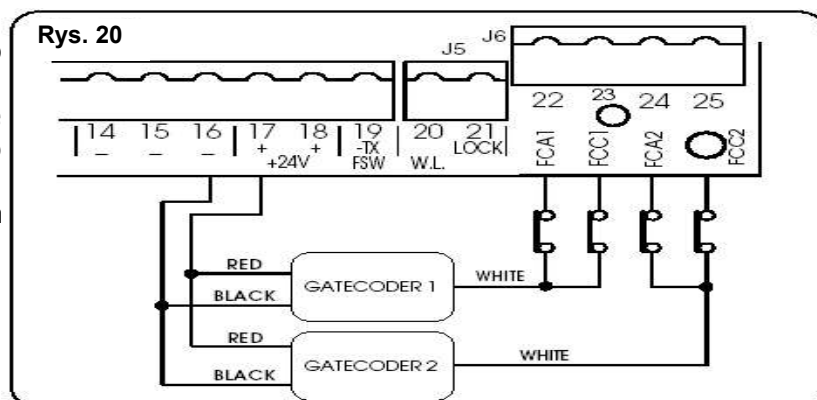 Rys. 20
J5 J6
14 15 16 17 18 19 20 21 22 23 24 25
– – – + + -TX LOCK
+24V FSW W.L.
FCA1 FCC1 FCA2 FCC2
RED
GATECODER 1
WHITE
BLACK
RED
GATECODER 2
WHITE
BLACK